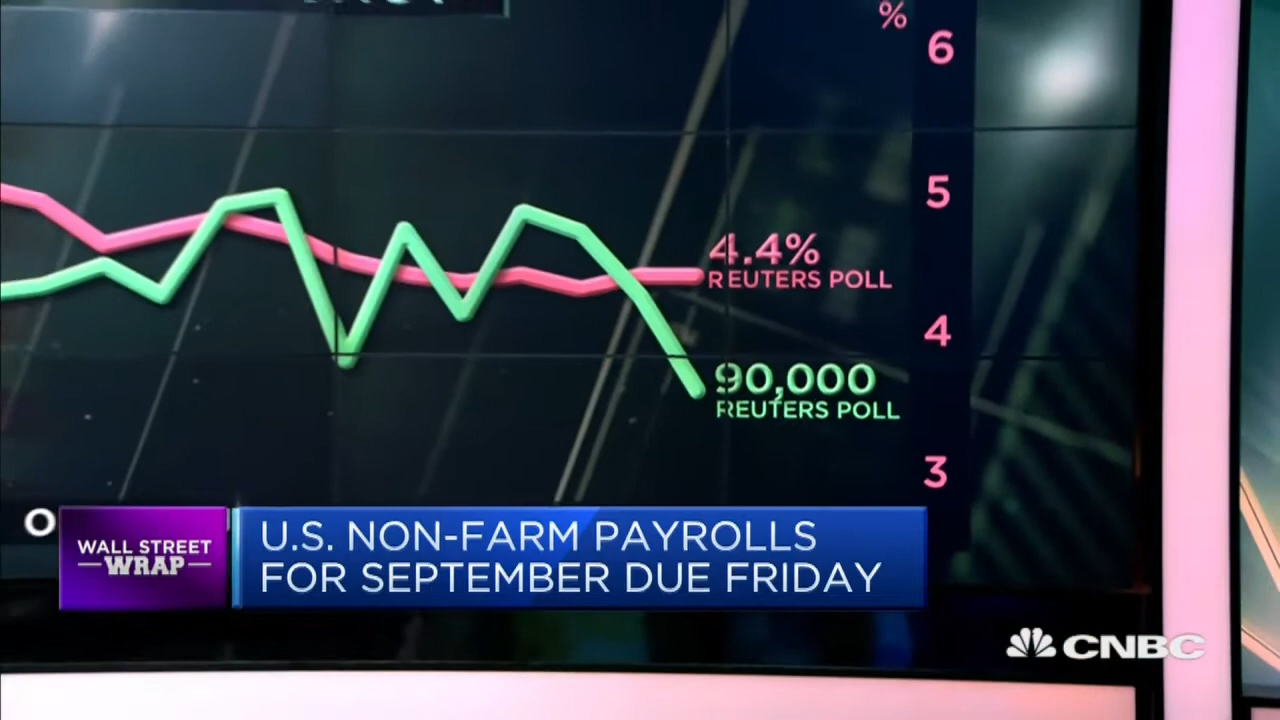 %
6
5
4.4%
REUTERS POLL
4
90,000
REUTERS POLL
3
O
WALL STREET
WRAP
U.S. NON-FARM PAYROLLS
FOR SEPTEMBER DUE FRIDAY
CNBC